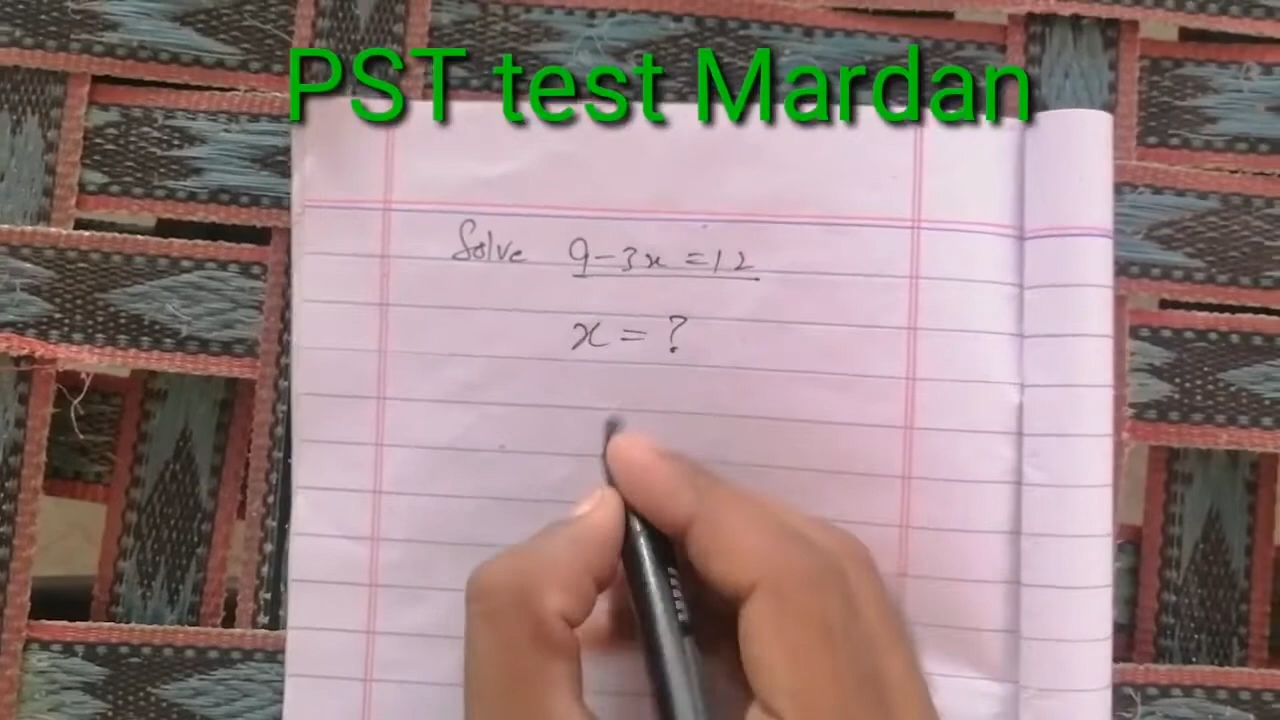 PST test Mardan
Solve 9-3x=12
x = ?